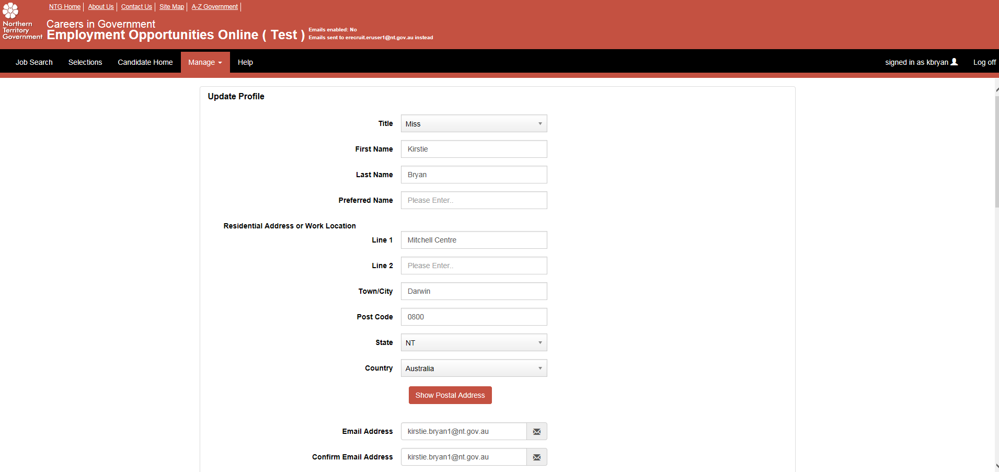 NTG Home About Us Contact Us Site Map A-Z Government
Northern
Territory
Government
Careers in Government
Employment Opportunities Online ( Test )
Emails enabled: No
Emails sent to erecruit.eruser1@nt.gov.au instead
Job Search Selections Candidate Home Manage Help signed in as kbryan Log off
Update Profile
Title Miss
First Name Kirstie
Last Name Bryan
Preferred Name Please Enter..
Residential Address or Work Location
Line 1 Mitchell Centre
Line 2 Please Enter..
Town/City Darwin
Post Code 0800
State NT
Country Australia
Show Postal Address
Email Address kirstie.bryan1@nt.gov.au
Confirm Email Address kirstie.bryan1@nt.gov.au